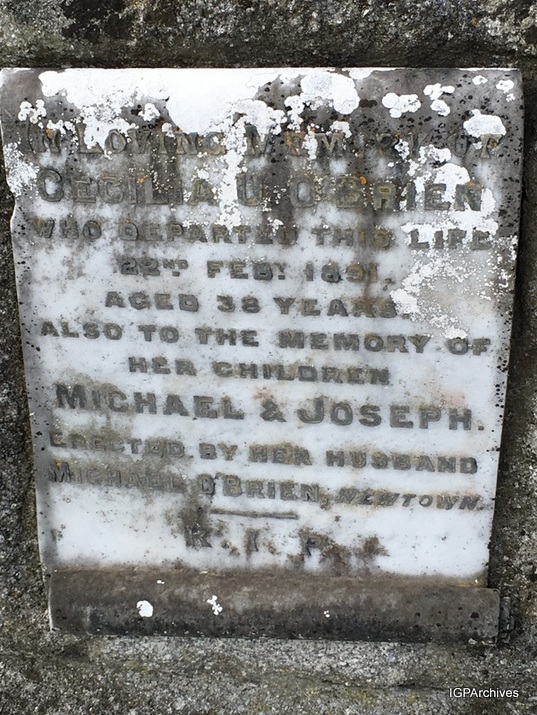 IN LOVING MEMORY OF
CECILIA U O'BRIEN
WHO DEPARTED THIS LIFE
22ND FEBY 1891.
AGED 38 YEARS
ALSO TO THE MEMORY OF
HER CHILDREN
MICHAEL & JOSEPH.
ERECTED BY HER HUSBAND
MICHAEL O'BRIEN, NEWTOWN.
R. I. P.
IGPArchives